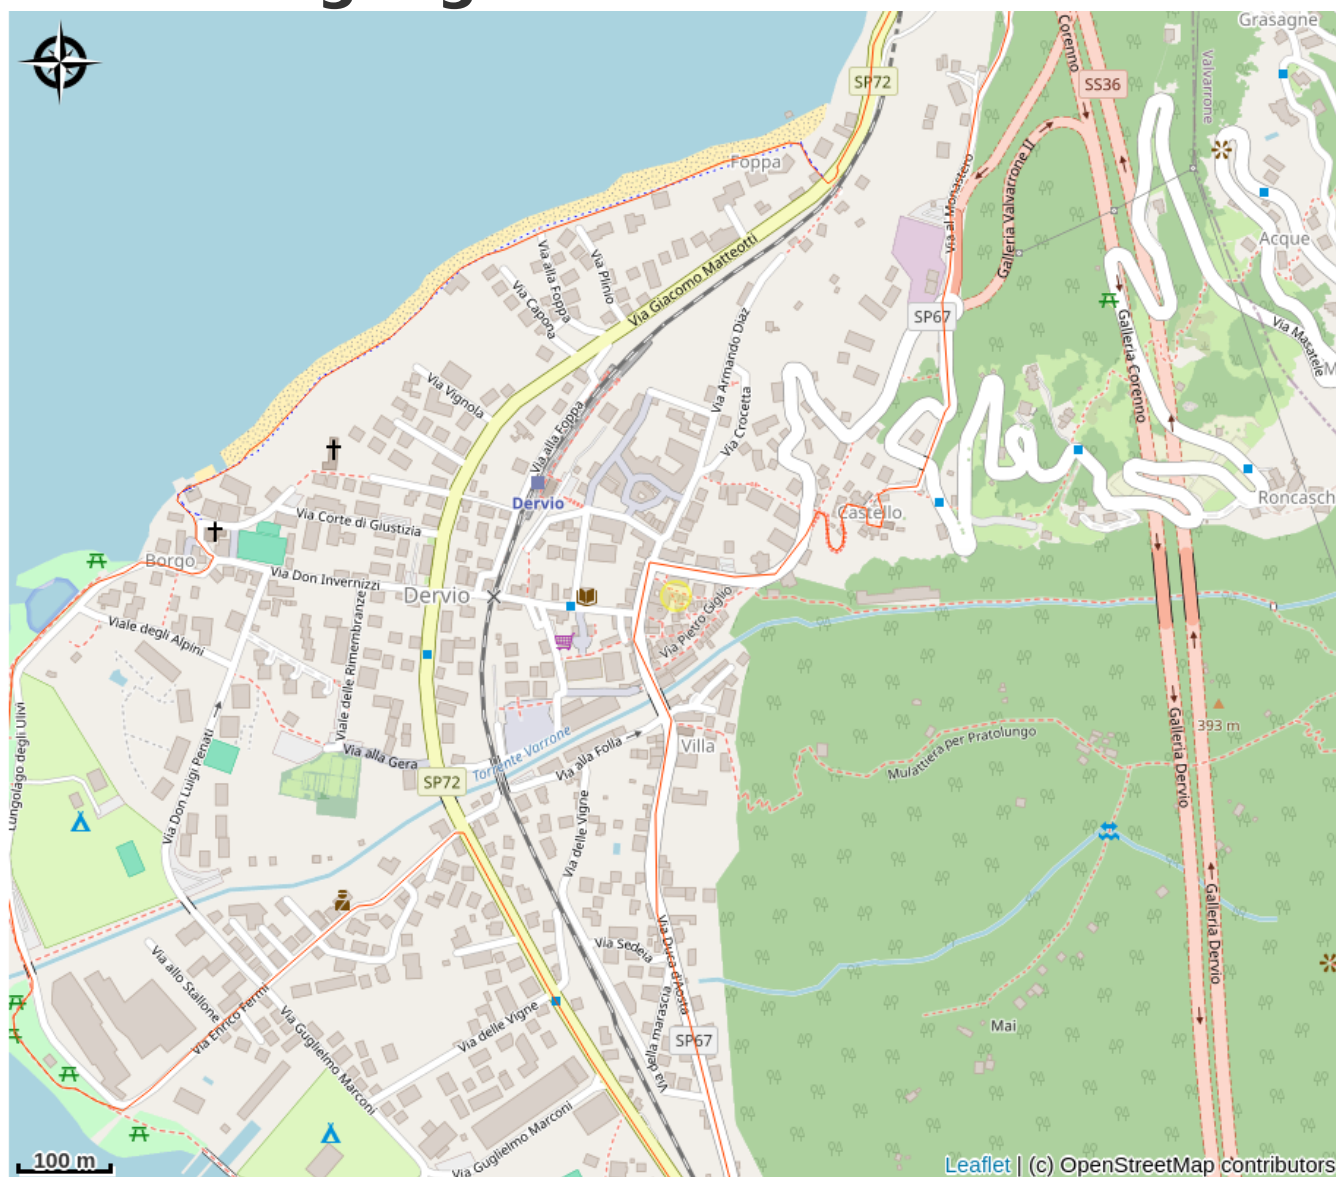 Grasagne
Corenno
SP72
SS36
Valvarrone
Foppa
Via al Monastero
Galleria Valvarrone II
Acque
Via alla Foppa
Via Plinio
Via Capona
Via Giacomo Matteotti
SP67
Via Armando Diaz
Galleria Corenno
Via Masatele
M
Via Vignola
Via Crocetta
Via alla Foppa
Dervio
Roncasch
Castello
Via Corte di Giustizia
Borgo
Via Don Invernizzi
Dervio
Via Pietro Giglio
Viale degli Alpini
Viale delle Rimembranze
Lungolago degli Ulivi
Via Don Luigi Penati
Via alla Gera
SP72
Torrente Varrone
Via alla Folla
Villa
Mulattiera per Pratolungo
393 m
Galleria Dervio
Via delle Vigne
Galleria Dervio
Via Sedeia
Via Duca d'Aosta
Via allo Stallone
Via Enrico Fermi
Via Guglielmo Marconi
Via delle Vigne
Via della marascia
SP67
Mai
Via Guglielmo Marconi
100 m
Leaflet | (c) OpenStreetMap contributors